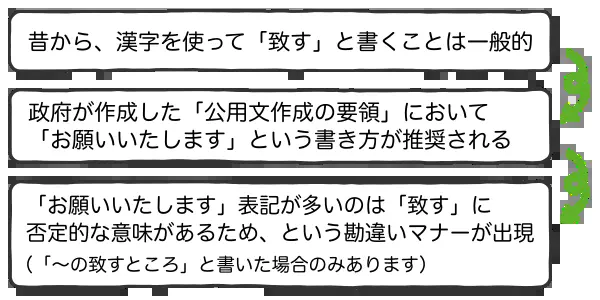 昔から、漢字を使って「致す」と書くことは一般的
政府が作成した「公用文作成の要領」において
「お願いいたします」という書き方が推奨される
「お願いいたします」表記が多いのは「致す」に
否定的な意味があるため、という勘違いマナーが出現
（「～の致すところ」と書いた場合のみあります）